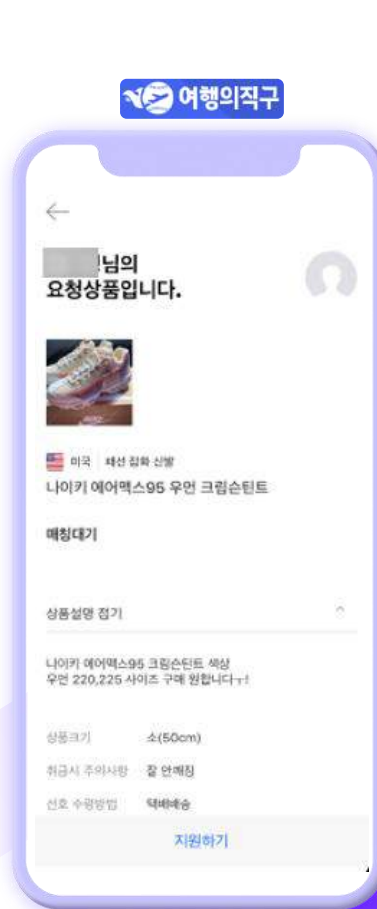 여행의직구
님의
요청상품입니다.
미국 패션 잡화 신발
나이키 에어맥스95 우먼 크림슨틴트
매칭대기
상품설명 접기
나이키 에어맥스95 크림슨틴트 색상
우먼 220,225 사이즈 구매 원합니다ㅜ!
상품크기 소(50cm)
취급시 주의사항 잘 안깨짐
선호 수령방법 택배배송
지원하기